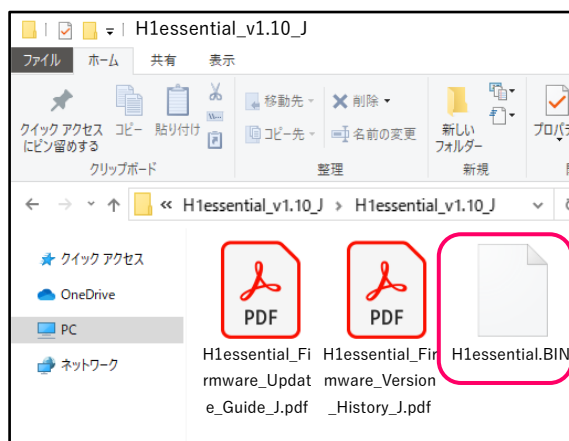 H1essential_v1.10_J
ファイル ホーム 共有 表示
クイック アクセス
にピン留めする
コピー
貼り付け
移動先
コピー先
削除
名前の変更
新しい
フォルダー
クリップボード
整理
新規
« H1essential_v1.10_J > H1essential_v1.10_J
クイック アクセス
OneDrive
PC
ネットワーク
PDF
H1essential_Fi
rmware_Updat
e_Guide_J.pdf
PDF
H1essential_Fir
mware_Version
_History_J.pdf
H1essential.BIN